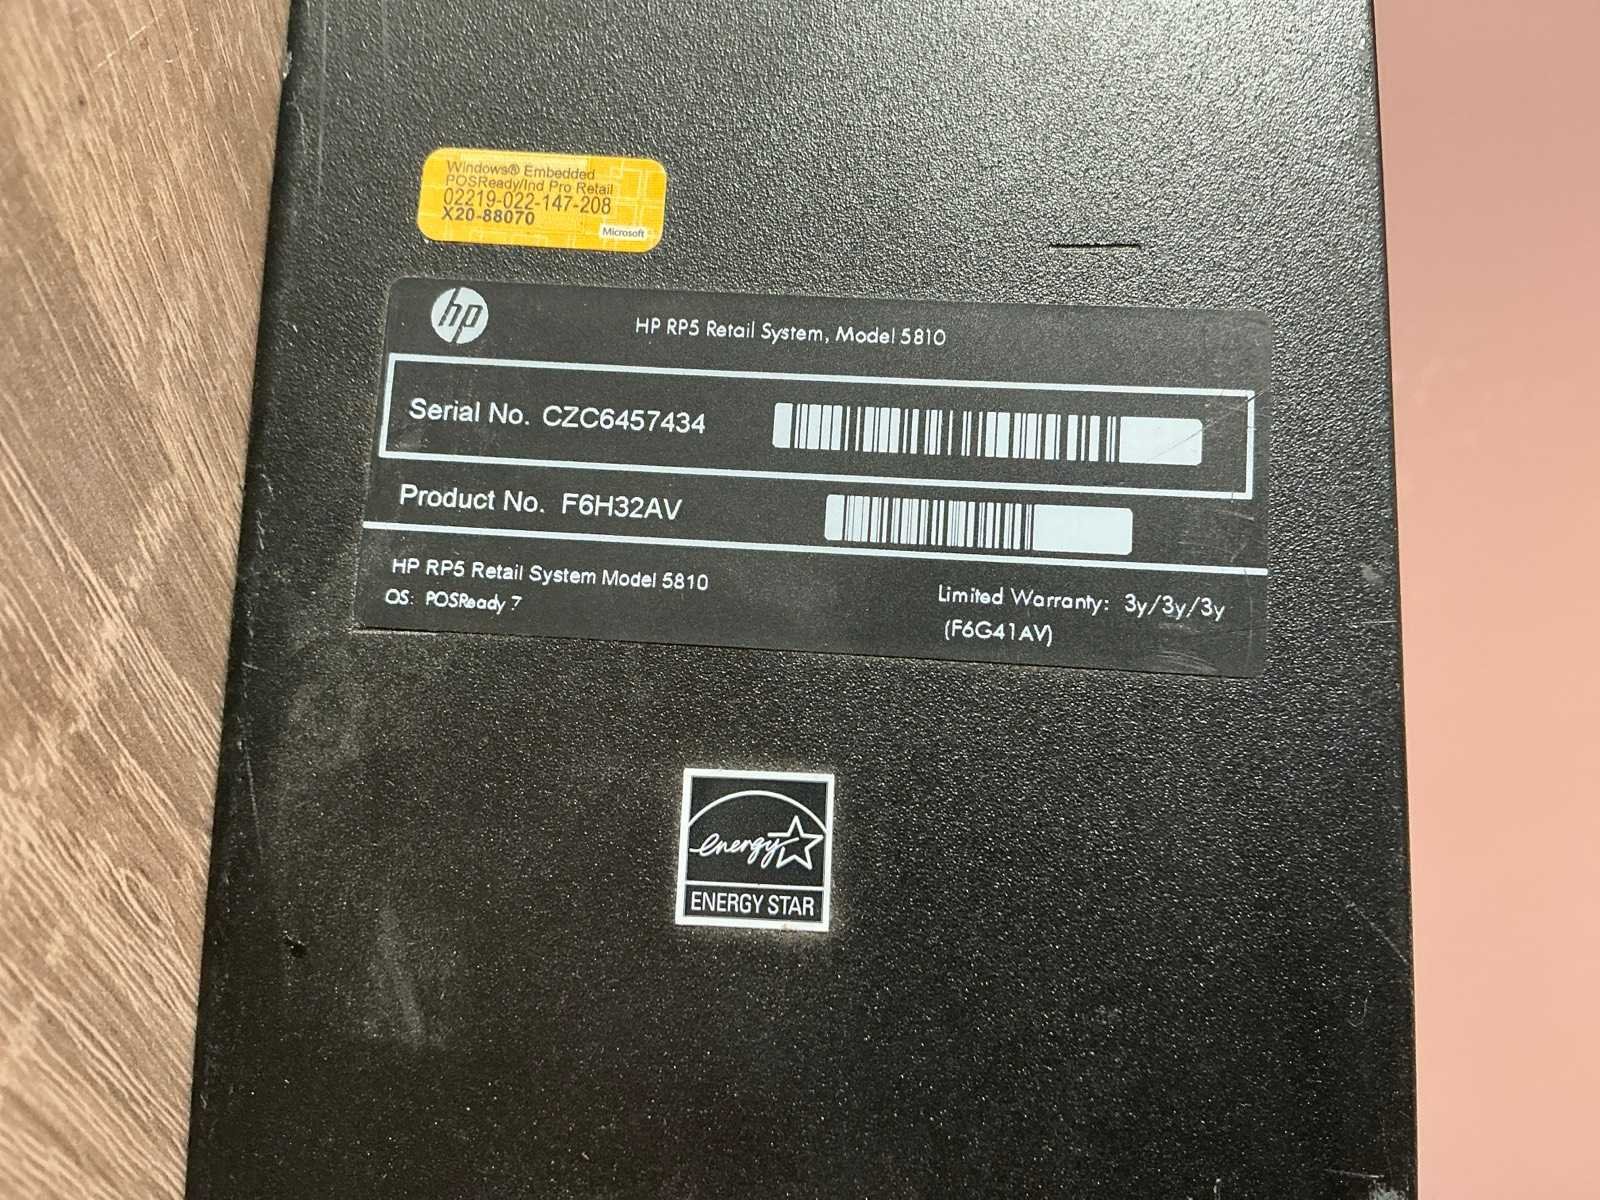 Windows® Embedded
POSReady/Ind Pro Retail
02219-022-147-208
X20-88070
Microsoft
hp
HP RP5 Retail System, Model 5810
Serial No. CZC6457434
Product No. F6H32AV
HP RP5 Retail System Model 5810
OS: POSReady 7
Limited Warranty: 3y/3y/3y
(F6G41AV)
energy
ENERGY STAR